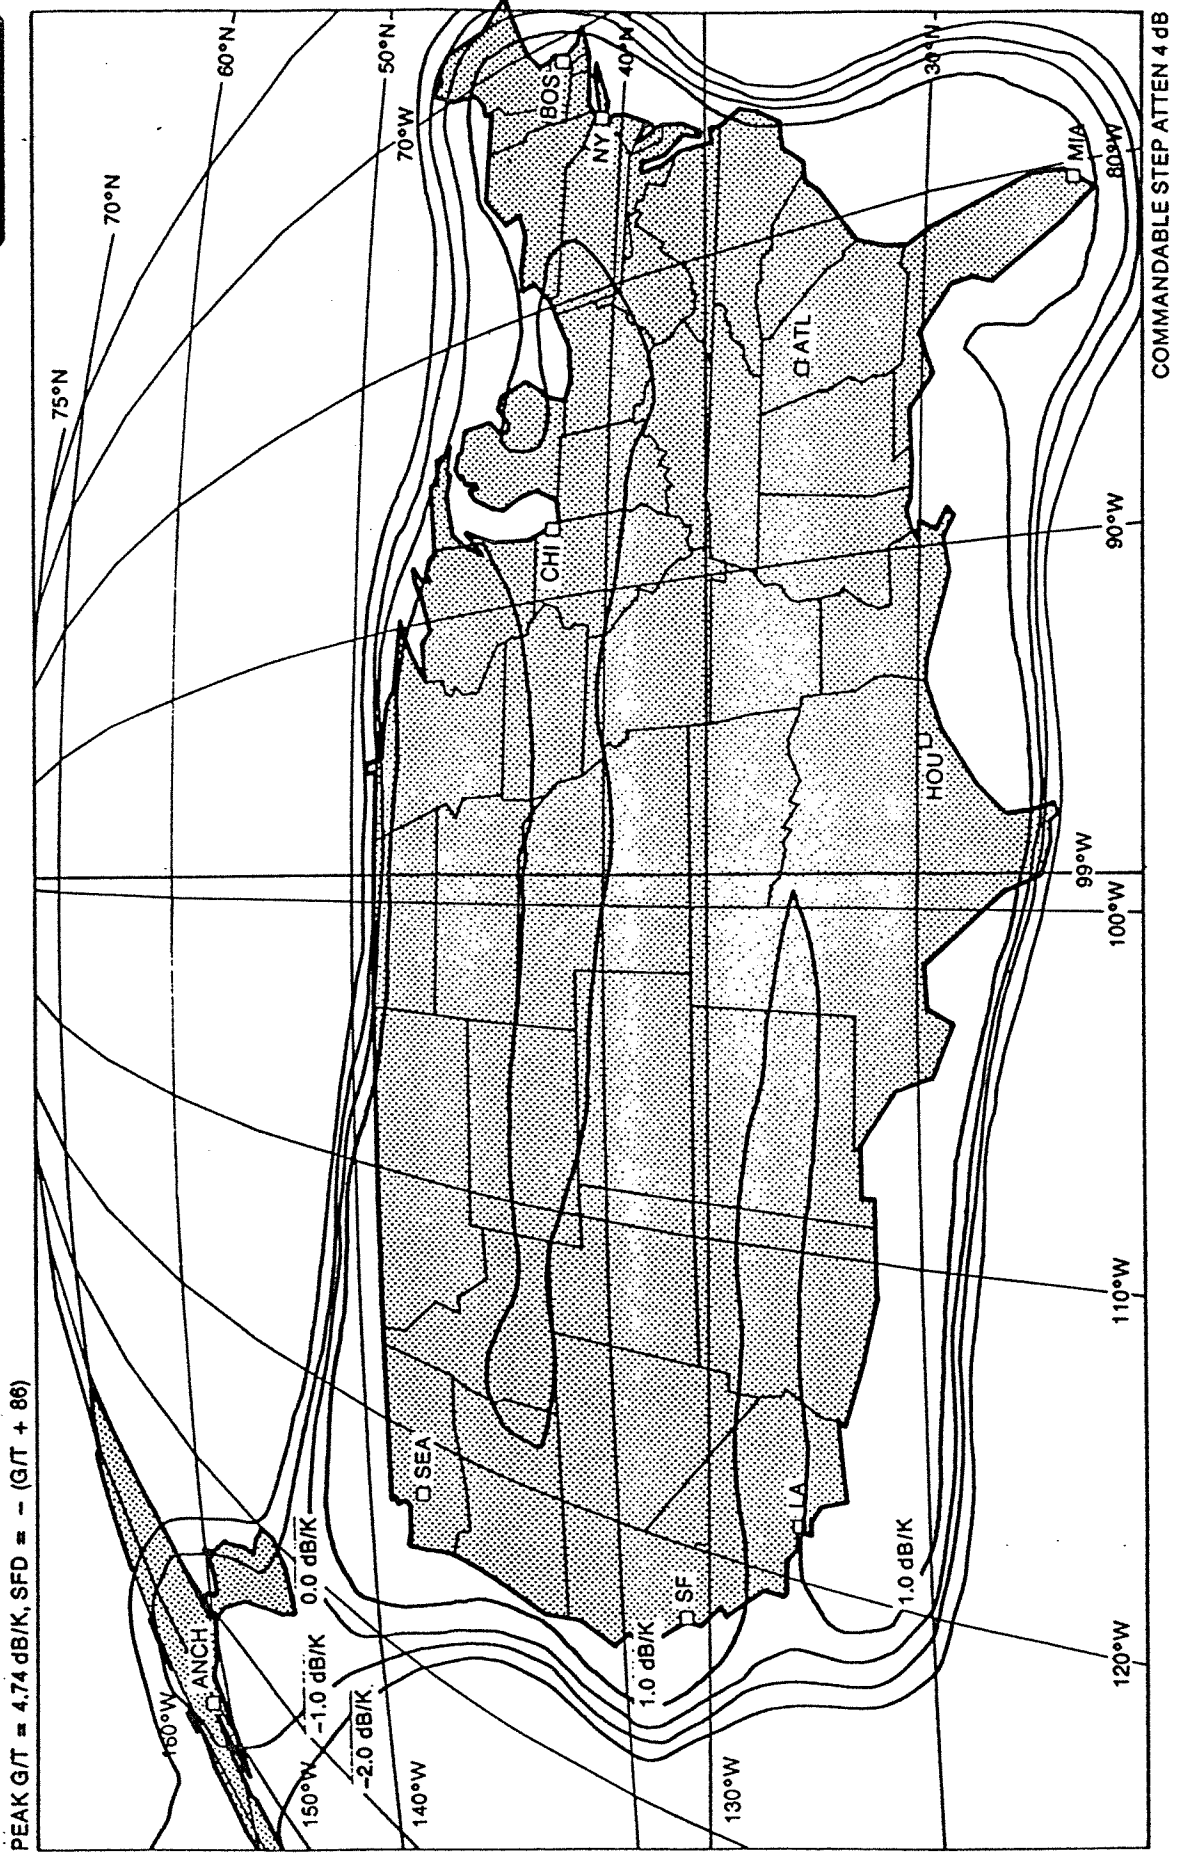 PEAK G/T = 4.74 dB/K, SFD = - (G/T + 86)
75°N
70°N
60°N
50°N
70°W
40°N
30°N
BOS
NY
MIA
80°W
ATL
CHI
90°W
HOU
99°W
100°W
110°W
SEA
LA
SF
ANCH
160°W
0.0 dB/K
-1.0 dB/K
-2.0 dB/K
1.0 dB/K
1.0 dB/K
150°W
140°W
130°W
120°W
COMMANDABLE STEP ATTEN 4 dB